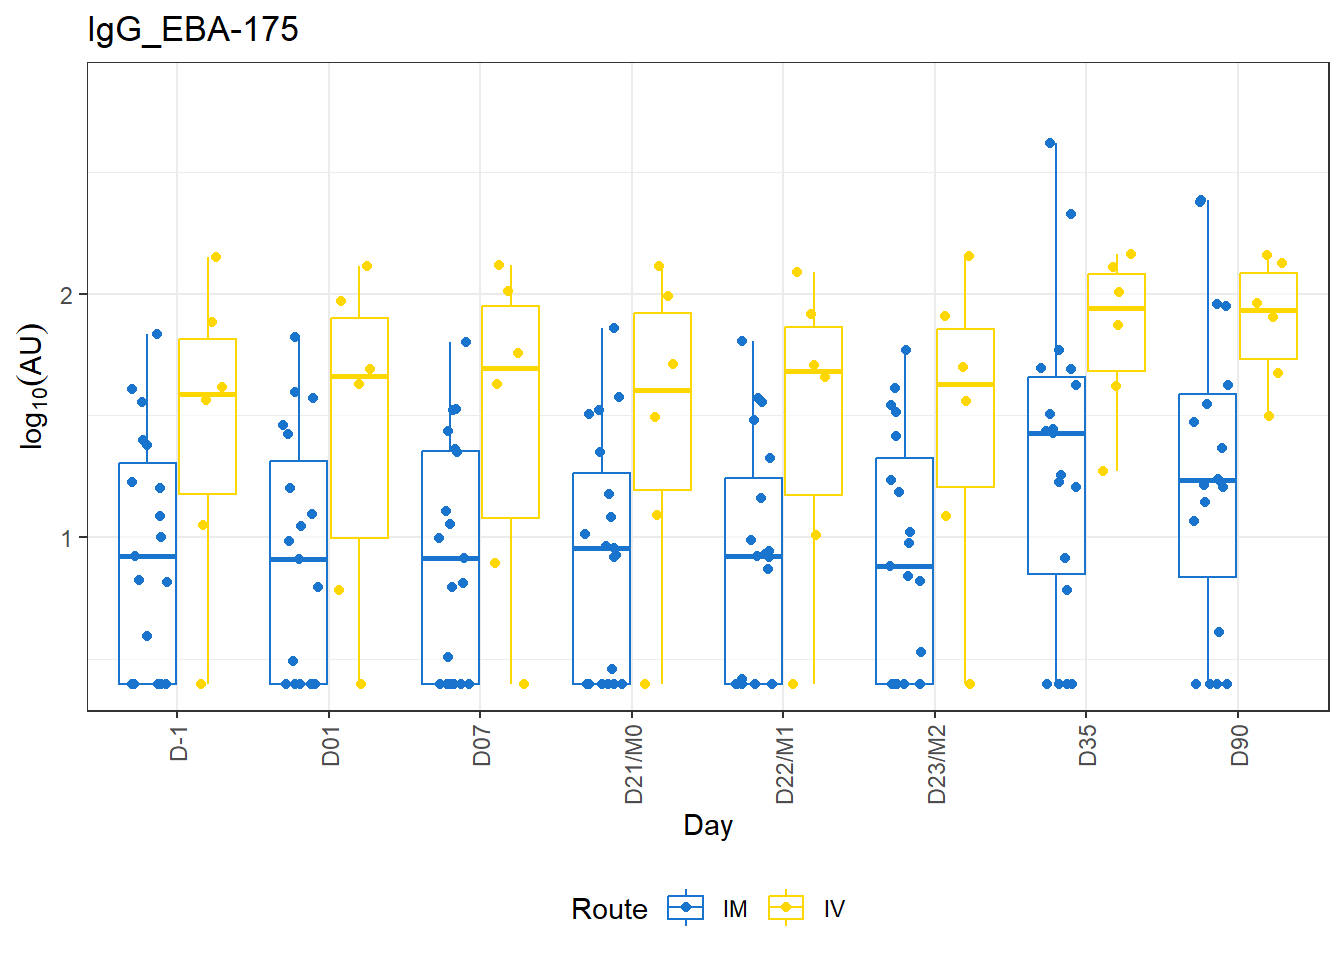 IgG_EBA-175
log10(AU)
2
1
D-1
D01
D07
D21/M0
D22/M1
D23/M2
D35
D90
Day
Route IM IV